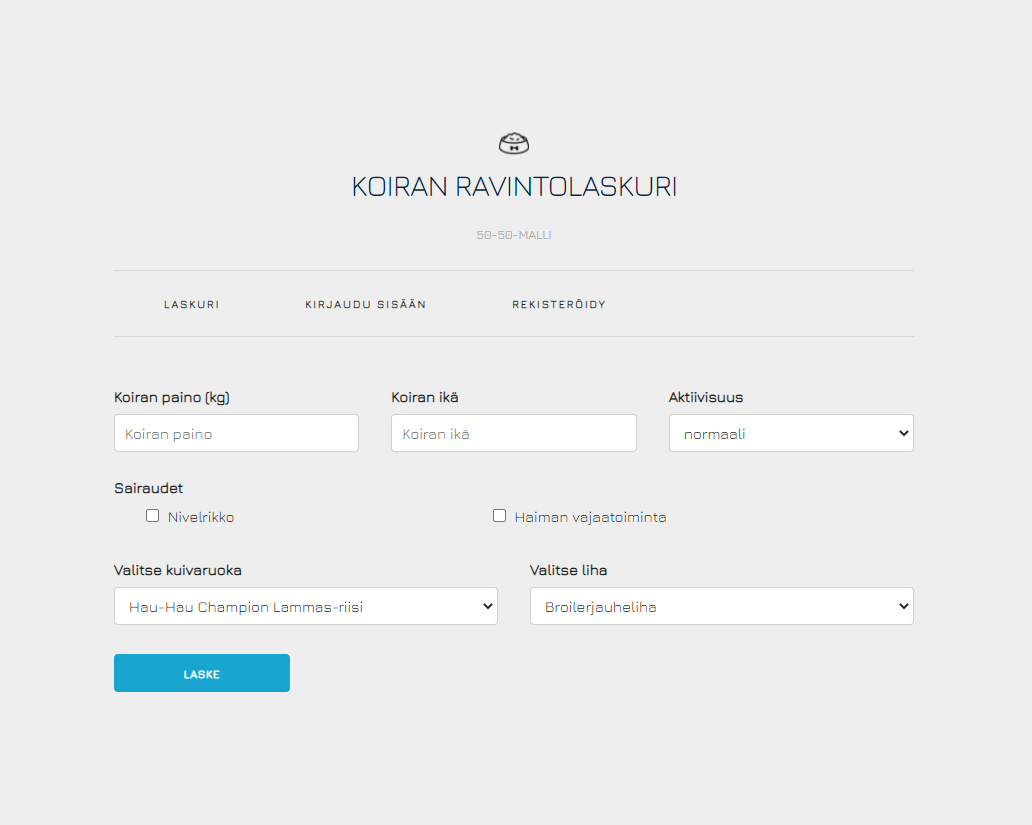 KOIRAN RAVINTOLASKURI
50-50-MALLI
LASKURI KIRJAUDU SISÄÄN REKISTERÖIDY
Koiran paino (kg) Koiran ikä Aktiivisuus
Koiran paino Koiran ikä normaali
Sairaudet
Nivelrikko Haiman vajaatoiminta
Valitse kuivaruoka Valitse liha
Hau-Hau Champion Lammas-riisi Broilerjauheliha
LASKE